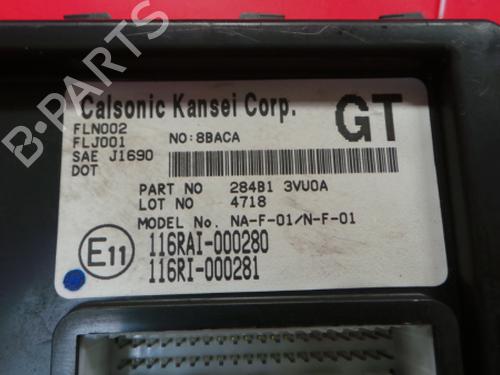 B-PARTS
Calsonic Kansei Corp.
GT
FLN002
FLJ001
NO:8BACA
SAE J1690
DOT
PART NO 284B1 3VU0A
LOT NO 4718
MODEL No. NA-F-01/N-F-01
E11
116RAI-000280
116RI-000281